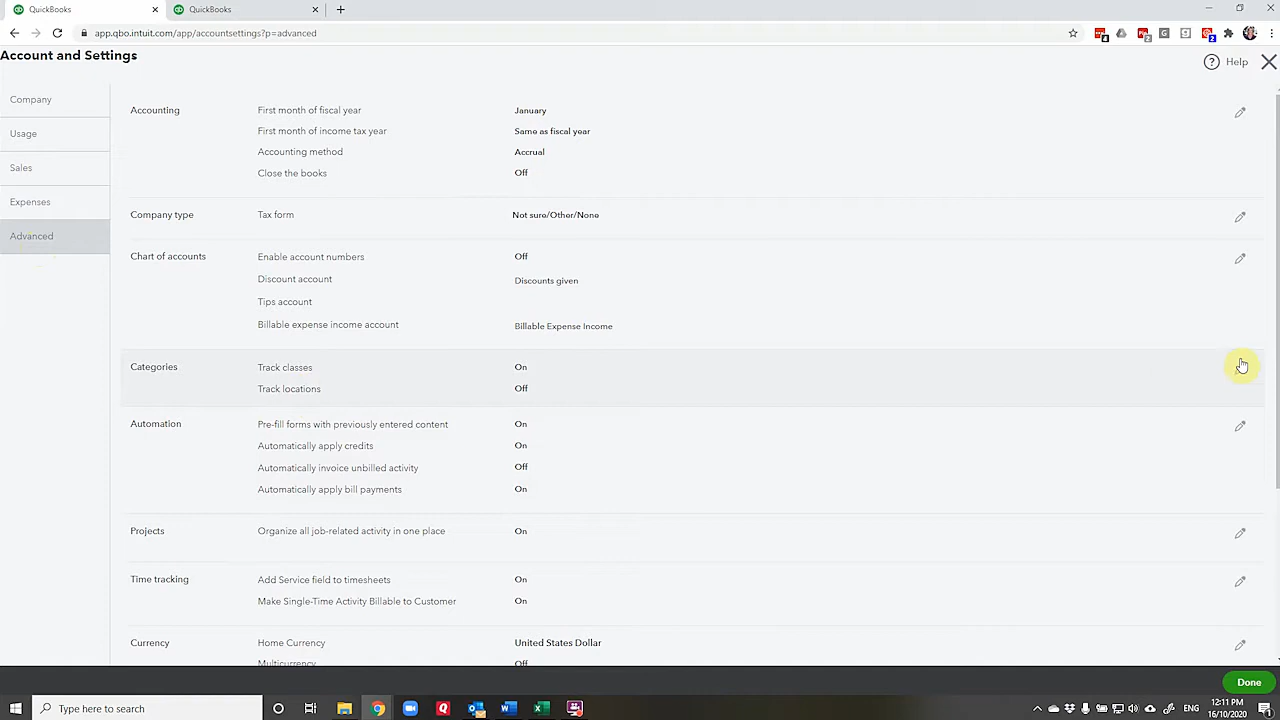 QuickBooks
QuickBooks
app.qbo.intuit.com/app/accountsettings?p=advanced
Account and Settings
Help
Company
Usage
Sales
Expenses
Advanced
Accounting
First month of fiscal year
January
First month of income tax year
Same as fiscal year
Accounting method
Accrual
Close the books
Off
Company type
Tax form
Not sure/Other/None
Chart of accounts
Enable account numbers
Off
Discount account
Discounts given
Tips account
Billable expense income account
Billable Expense Income
Categories
Track classes
On
Track locations
Off
Automation
Pre-fill forms with previously entered content
On
Automatically apply credits
On
Automatically invoice unbilled activity
Off
Automatically apply bill payments
On
Projects
Organize all job-related activity in one place
On
Time tracking
Add Service field to timesheets
On
Make Single-Time Activity Billable to Customer
On
Currency
Home Currency
United States Dollar
Multicurrency
Off
Done
Type here to search
12:11 PM
16/10/2020